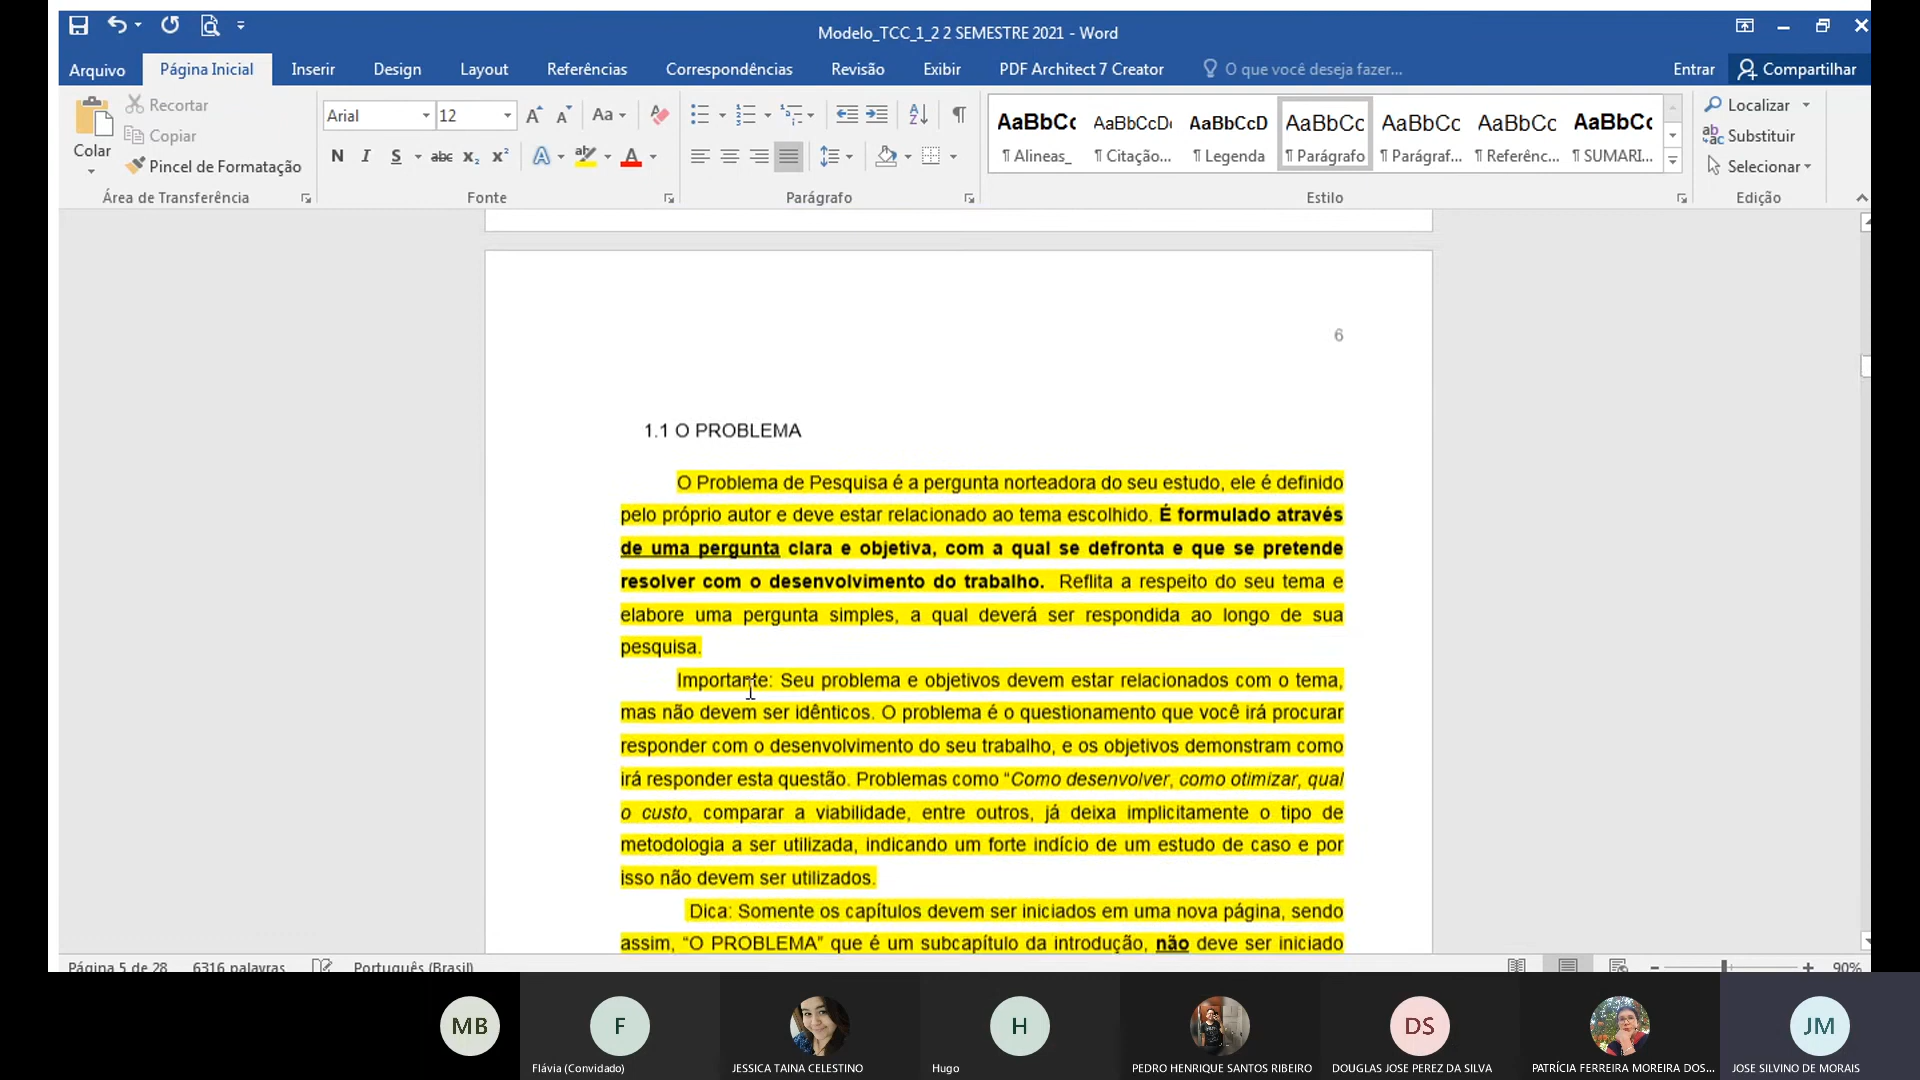 Modelo_TCC_1_2 2 SEMESTRE 2021 - Word
Arquivo Página Inicial Inserir Design Layout Referências Correspondências Revisão Exibir PDF Architect 7 Creator O que você deseja fazer... Entrar Compartilhar
Colar
Recortar
Copiar
Pincel de Formatação
Área de Transferência
Arial 12
Aa
N I S abc x₂ x² A A
Fonte
Parágrafo
AaBbCc AaBbCcDc AaBbCcD AaBbCc AaBbCc AaBbCc AaBbCc
¶ Alineas_ ¶ Citação... ¶ Legenda ¶ Parágrafo ¶ Parágraf... ¶ Referênc... ¶ SUMARI...
Estilo
Localizar
Substituir
Selecionar
Edição
6
1.1 O PROBLEMA
O Problema de Pesquisa é a pergunta norteadora do seu estudo, ele é definido
pelo próprio autor e deve estar relacionado ao tema escolhido. É formulado através
de uma pergunta clara e objetiva, com a qual se defronta e que se pretende
resolver com o desenvolvimento do trabalho. Reflita a respeito do seu tema e
elabore uma pergunta simples, a qual deverá ser respondida ao longo de sua
pesquisa.
Importante: Seu problema e objetivos devem estar relacionados com o tema,
mas não devem ser idênticos. O problema é o questionamento que você irá procurar
responder com o desenvolvimento do seu trabalho, e os objetivos demonstram como
irá responder esta questão. Problemas como “Como desenvolver, como otimizar, qual
o custo, comparar a viabilidade, entre outros, já deixa implicitamente o tipo de
metodologia a ser utilizada, indicando um forte indício de um estudo de caso e por
isso não devem ser utilizados.
Dica: Somente os capítulos devem ser iniciados em uma nova página, sendo
assim, “O PROBLEMA” que é um subcapítulo da introdução, não deve ser iniciado
Página 5 de 28 6316 palavras Português (Brasil) 90%
MB F H DS JM
Flávia (Convidado) JESSICA TAINA CELESTINO Hugo PEDRO HENRIQUE SANTOS RIBEIRO DOUGLAS JOSE PEREZ DA SILVA PATRÍCIA FERREIRA MOREIRA DOS... JOSE SILVINO DE MORAIS